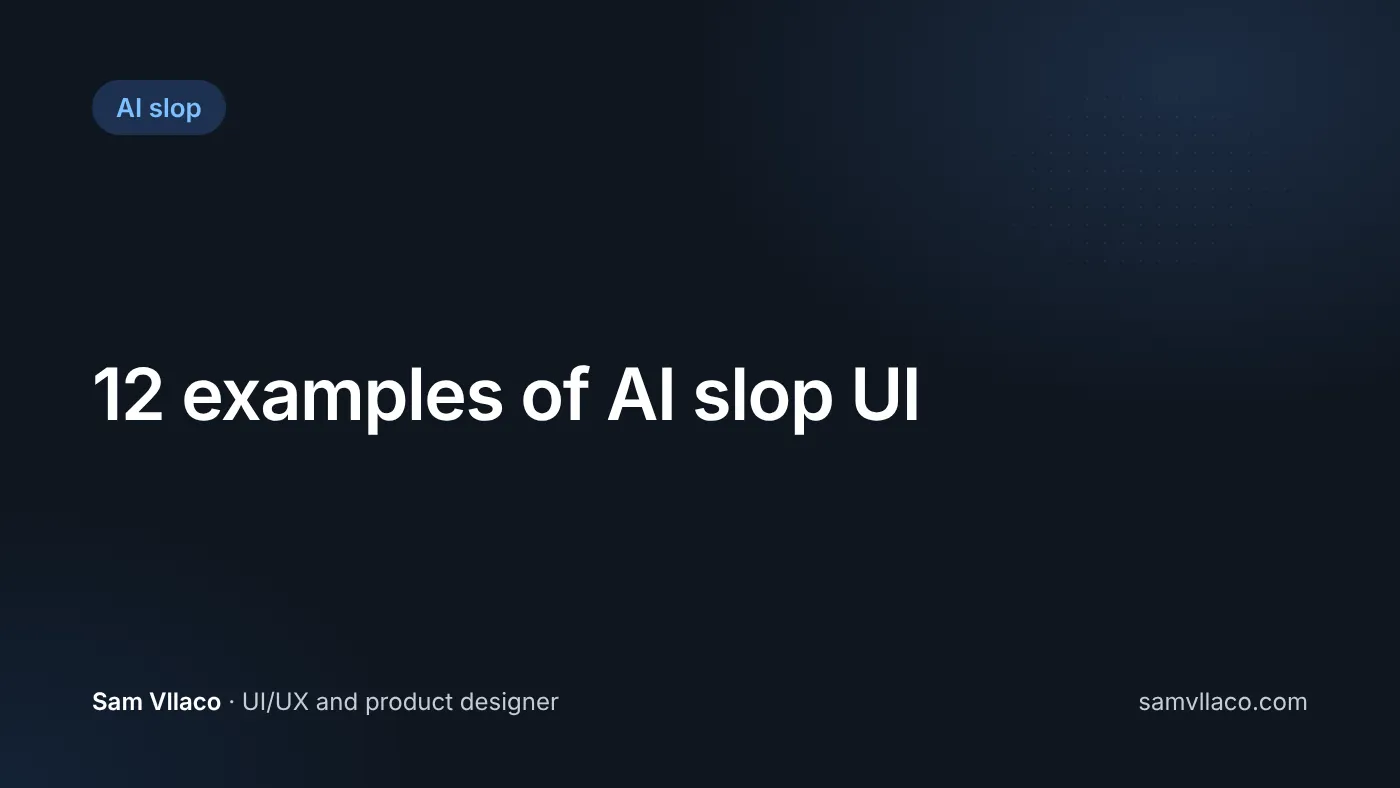 AI slop
12 examples of AI slop UI
Sam Vllaco · UI/UX and product designer
samvllaco.com